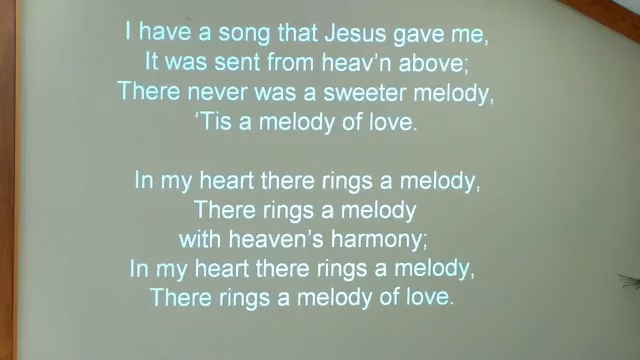 I have a song that Jesus gave me,
It was sent from heav’n above;
There never was a sweeter melody,
‘Tis a melody of love.
In my heart there rings a melody,
There rings a melody
with heaven’s harmony;
In my heart there rings a melody,
There rings a melody of love.